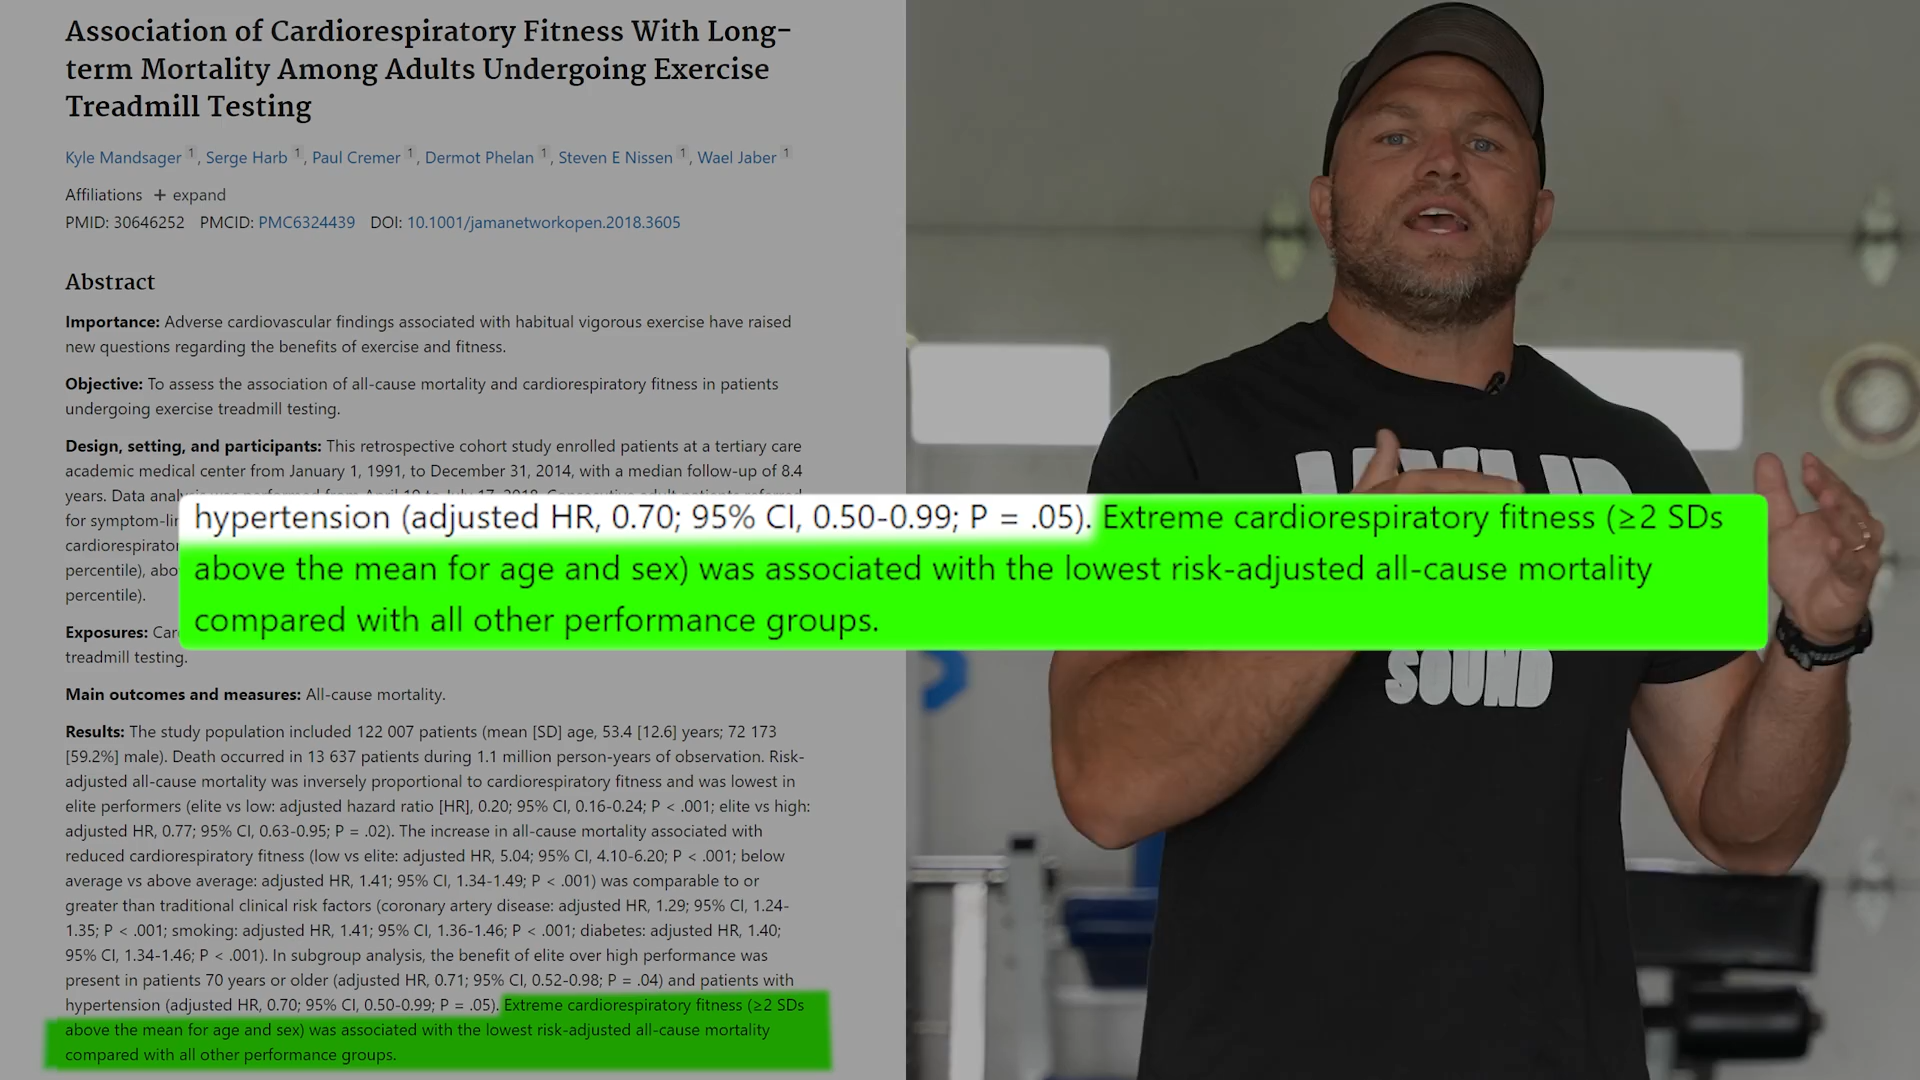 Association of Cardiorespiratory Fitness With Long-
term Mortality Among Adults Undergoing Exercise
Treadmill Testing
Kyle Mandsager 1, Serge Harb 1, Paul Cremer 1, Dermot Phelan 1, Steven E Nissen 1, Wael Jaber 1
Affiliations + expand
PMID: 30646252 PMCID: PMC6324439 DOI: 10.1001/jamanetworkopen.2018.3605
Abstract
Importance: Adverse cardiovascular findings associated with habitual vigorous exercise have raised
new questions regarding the benefits of exercise and fitness.
Objective: To assess the association of all-cause mortality and cardiorespiratory fitness in patients
undergoing exercise treadmill testing.
Design, setting, and participants: This retrospective cohort study enrolled patients at a tertiary care
academic medical center from January 1, 1991, to December 31, 2014, with a median follow-up of 8.4
years. Data
for
percentile),
percentile).
Exposures:
treadmill testing.
Main outcomes and measures: All-cause mortality.
Results: The study population included 122 007 patients (mean [SD] age, 53.4 [12.6] years; 72 173
[59.2%] male). Death occurred in 13 637 patients during 1.1 million person-years of observation. Risk-
adjusted all-cause mortality was inversely proportional to cardiorespiratory fitness and was lowest in
elite performers (elite vs low: adjusted hazard ratio [HR], 0.20; 95% CI, 0.16-0.24; P < .001; elite vs high:
adjusted HR, 0.77; 95% CI, 0.63-0.95; P = .02). The increase in all-cause mortality associated with
reduced cardiorespiratory fitness (low vs elite: adjusted HR, 5.04; 95% CI, 4.10-6.20; P < .001; below
average vs above average: adjusted HR, 1.41; 95% CI, 1.34-1.49; P < .001) was comparable to or
greater than traditional clinical risk factors (coronary artery disease: adjusted HR, 1.29; 95% CI, 1.24-
1.35; P < .001; smoking: adjusted HR, 1.41; 95% CI, 1.36-1.46; P < .001; diabetes: adjusted HR, 1.40;
95% CI, 1.34-1.46; P < .001). In subgroup analysis, the benefit of elite over high performance was
present in patients 70 years or older (adjusted HR, 0.71; 95% CI, 0.52-0.98; P = .04) and patients with
hypertension (adjusted HR, 0.70; 95% CI, 0.50-0.99; P = .05). Extreme cardiorespiratory fitness (≥2 SDs
above the mean for age and sex) was associated with the lowest risk-adjusted all-cause mortality
compared with all other performance groups.
hypertension (adjusted HR, 0.70; 95% CI, 0.50-0.99; P = .05). Extreme cardiorespiratory fitness (≥2 SDs
above the mean for age and sex) was associated with the lowest risk-adjusted all-cause mortality
compared with all other performance groups.
SOUND